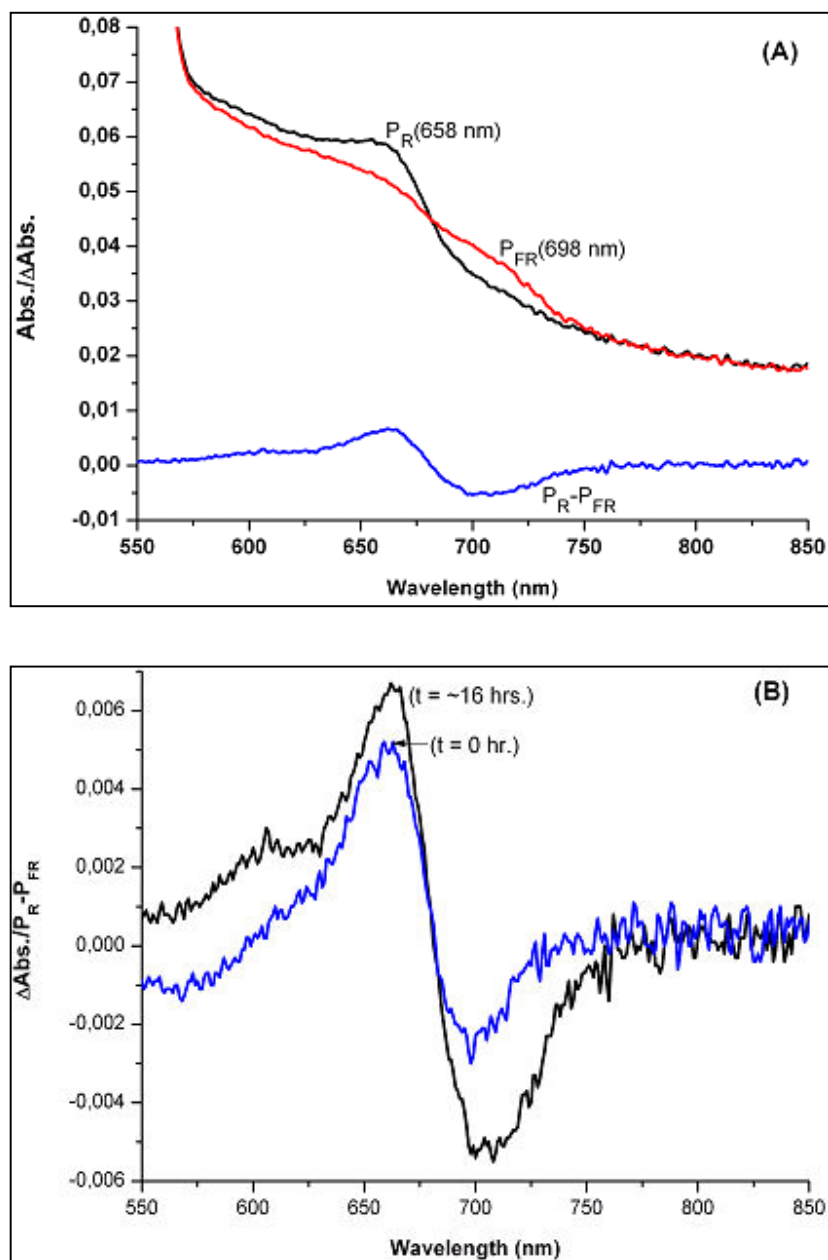 (A)
0,08
0,07
0,06
0,05
0,04
0,03
0,02
0,01
0,00
-0,01
Abs./ΔAbs.
P_R(658 nm)
P_FR(698 nm)
P_R-P_FR
550 600 650 700 750 800 850
Wavelength (nm)
(B)
0,006
0,004
0,002
0,000
-0,002
-0,004
-0,006
ΔAbs./P_R-P_FR
(t = ~16 hrs.)
(t = 0 hr.)
550 600 650 700 750 800 850
Wavelength (nm)